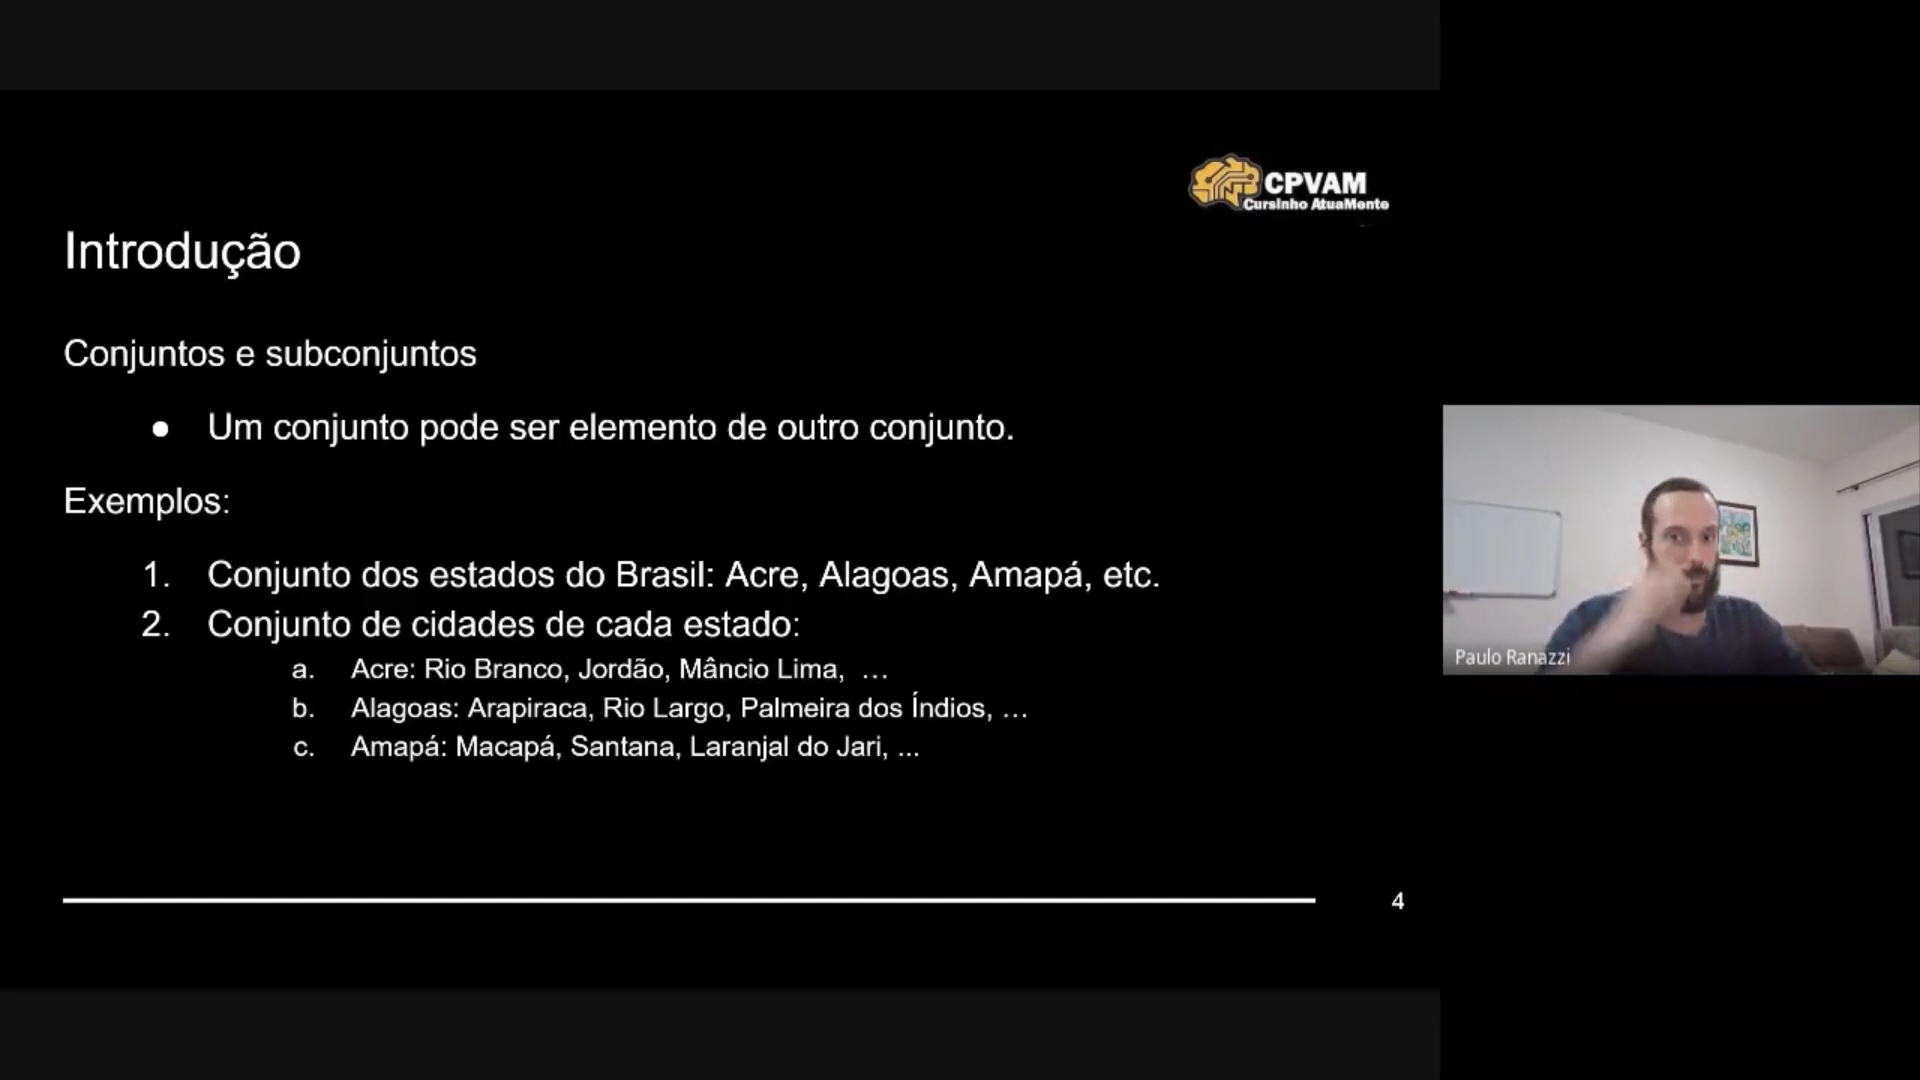 CPVAM
Cursinho AtuaMente
Introdução
Conjuntos e subconjuntos
● Um conjunto pode ser elemento de outro conjunto.
Exemplos:
1. Conjunto dos estados do Brasil: Acre, Alagoas, Amapá, etc.
2. Conjunto de cidades de cada estado:
a. Acre: Rio Branco, Jordão, Mâncio Lima, …
b. Alagoas: Arapiraca, Rio Largo, Palmeira dos Índios, …
c. Amapá: Macapá, Santana, Laranjal do Jari, ...
4
Paulo Ranazzi